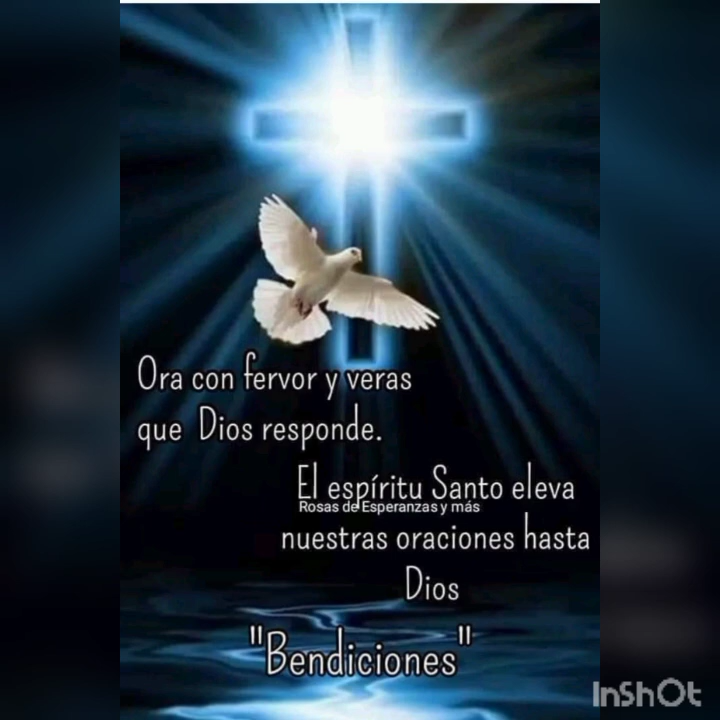 Ora con fervor y veras
que Dios responde.
El espíritu Santo eleva
Rosas de Esperanzas y más
nuestras oraciones hasta
Dios
"Bendiciones"
InShOt